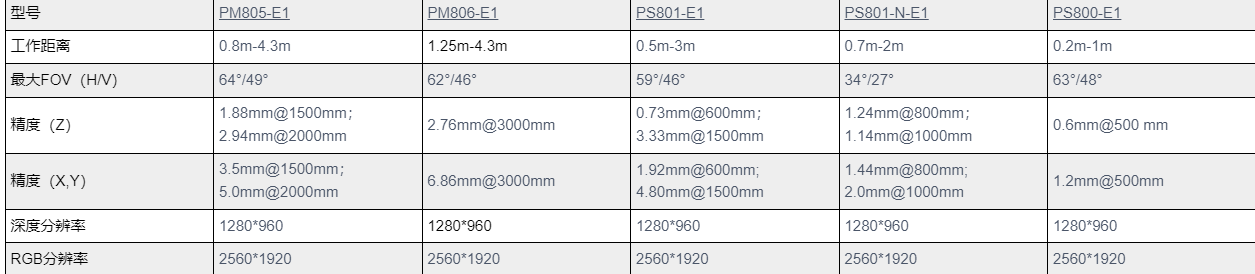 型号 PM805-E1 PM806-E1 PS801-E1 PS801-N-E1 PS800-E1
工作距离 0.8m-4.3m 1.25m-4.3m 0.5m-3m 0.7m-2m 0.2m-1m
最大FOV（H/V） 64°/49° 62°/46° 59°/46° 34°/27° 63°/48°
精度（Z） 1.88mm@1500mm； 2.76mm@3000mm 0.73mm@600mm； 1.24mm@800mm； 0.6mm@500 mm
2.94mm@2000mm 3.33mm@1500mm 1.14mm@1000mm
精度（X,Y） 3.5mm@1500mm； 6.86mm@3000mm 1.92mm@600mm; 1.44mm@800mm; 1.2mm@500mm
5.0mm@2000mm 4.80mm@1500mm 2.0mm@1000mm
深度分辨率 1280*960 1280*960 1280*960 1280*960 1280*960
RGB分辨率 2560*1920 2560*1920 2560*1920 2560*1920 2560*1920